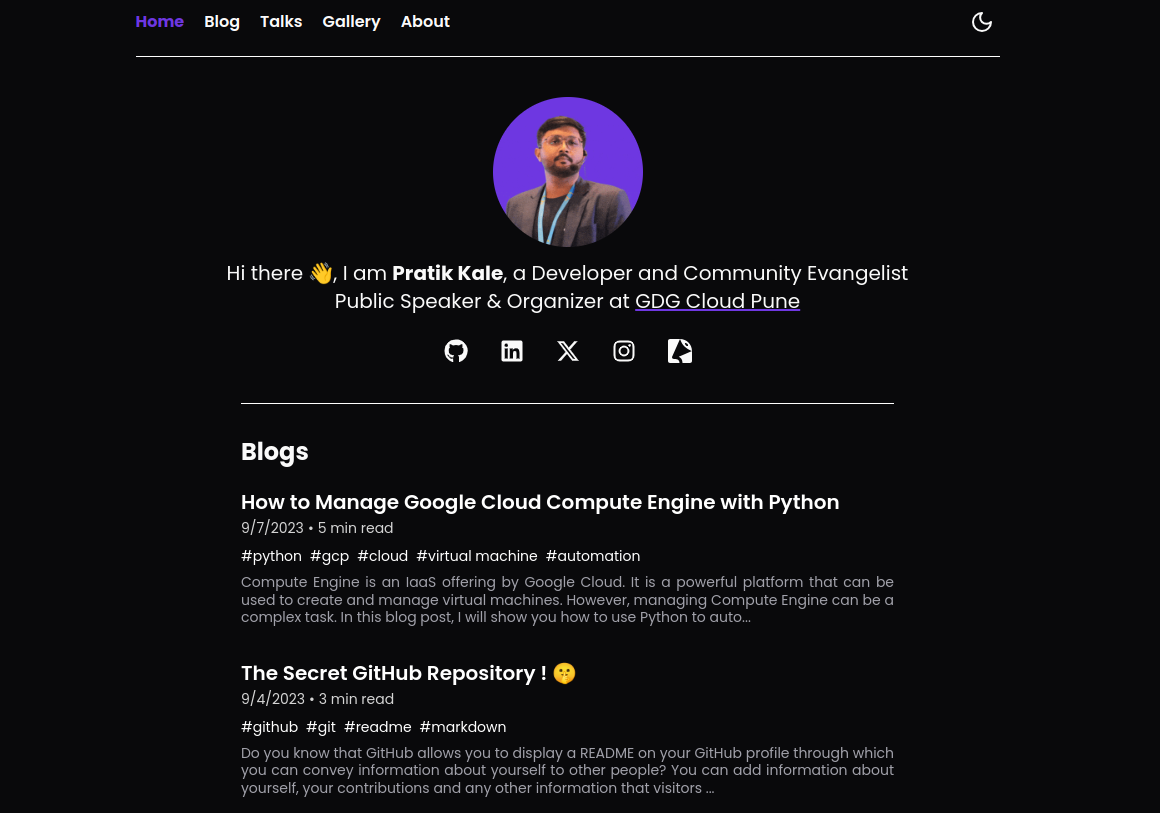 Home Blog Talks Gallery About
Hi there 👋, I am Pratik Kale, a Developer and Community Evangelist
Public Speaker & Organizer at GDG Cloud Pune
Blogs
How to Manage Google Cloud Compute Engine with Python
9/7/2023 • 5 min read
#python #gcp #cloud #virtual machine #automation
Compute Engine is an IaaS offering by Google Cloud. It is a powerful platform that can be
used to create and manage virtual machines. However, managing Compute Engine can be a
complex task. In this blog post, I will show you how to use Python to auto...
The Secret GitHub Repository ! 🤫
9/4/2023 • 3 min read
#github #git #readme #markdown
Do you know that GitHub allows you to display a README on your GitHub profile through which
you can convey information about yourself to other people? You can add information about
yourself, your contributions and any other information that visitors ...